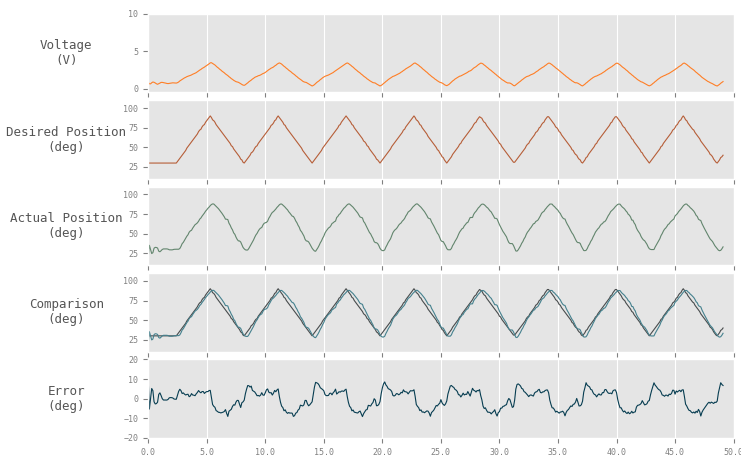 10
Voltage
(V)
5
0
100
Desired Position
(deg)
75
50
25
100
Actual Position
(deg)
75
50
25
100
Comparison
(deg)
75
50
25
20
10
Error
(deg)
0
−10
−20
0.0 5.0 10.0 15.0 20.0 25.0 30.0 35.0 40.0 45.0 50.0